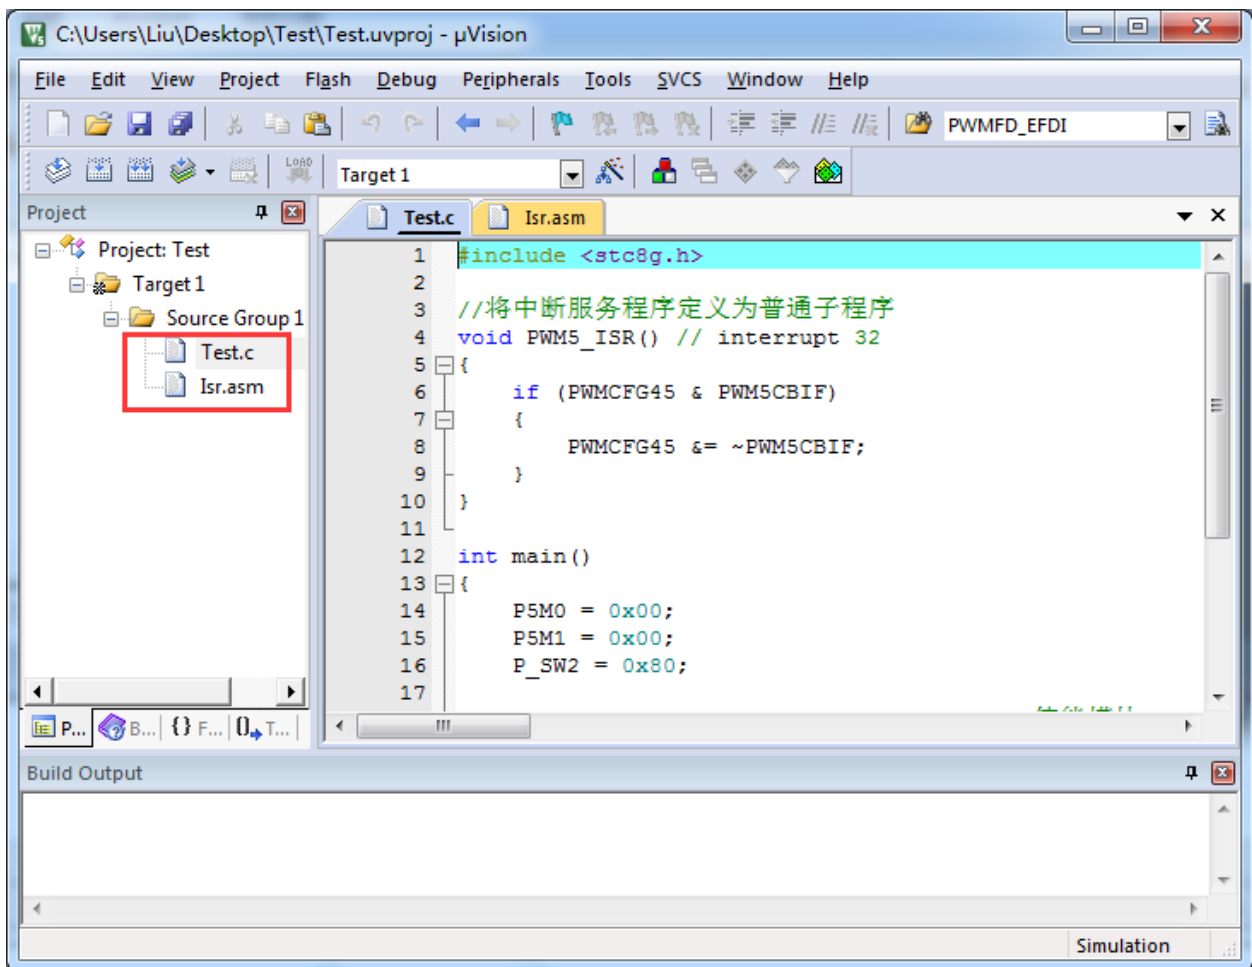 C:\Users\Liu\Desktop\Test\Test.uvproj - µVision
File Edit View Project Flash Debug Peripherals Tools SVCS Window Help
PWMFD_EFDI
LOAD Target 1
Project
Test.c Isr.asm
Project: Test
Target 1
Source Group 1
Test.c
Isr.asm
1 #include <stc8g.h>
2
3 //将中断服务程序定义为普通子程序
4 void PWM5_ISR() // interrupt 32
5 {
6 if (PWMCFG45 & PWM5CBIF)
7 {
8 PWMCFG45 &= ~PWM5CBIF;
9 }
10 }
11
12 int main()
13 {
14 P5M0 = 0x00;
15 P5M1 = 0x00;
16 P_SW2 = 0x80;
17
P... B... {} F... 0 T...
Build Output
Simulation